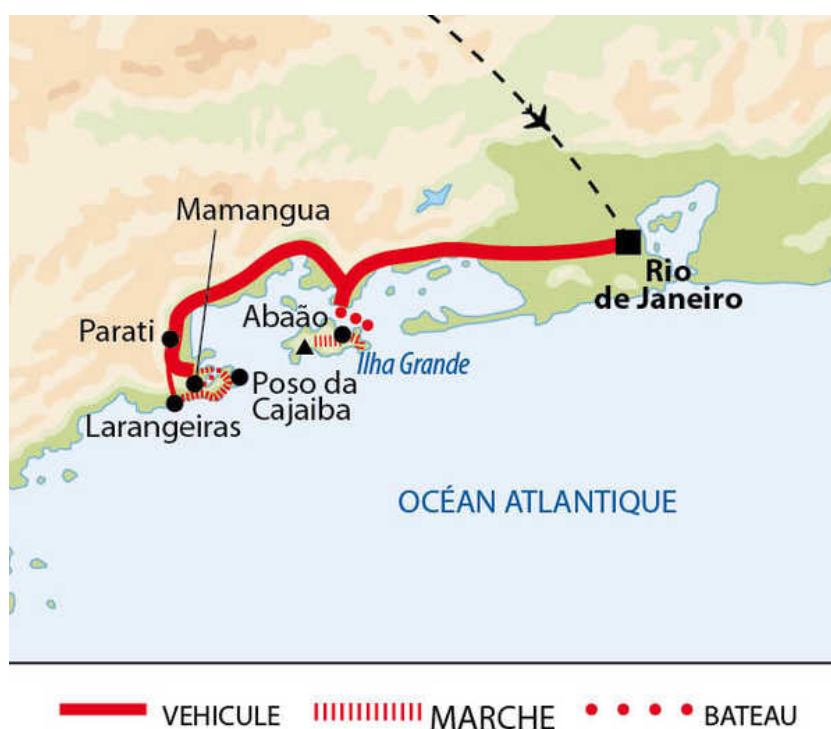 Mamangua
Rio
de Janeiro
Parati
Abaão
Ilha Grande
Poso da
Cajaiba
Larangeiras
OCÉAN ATLANTIQUE
VEHICULE MARCHE BATEAU